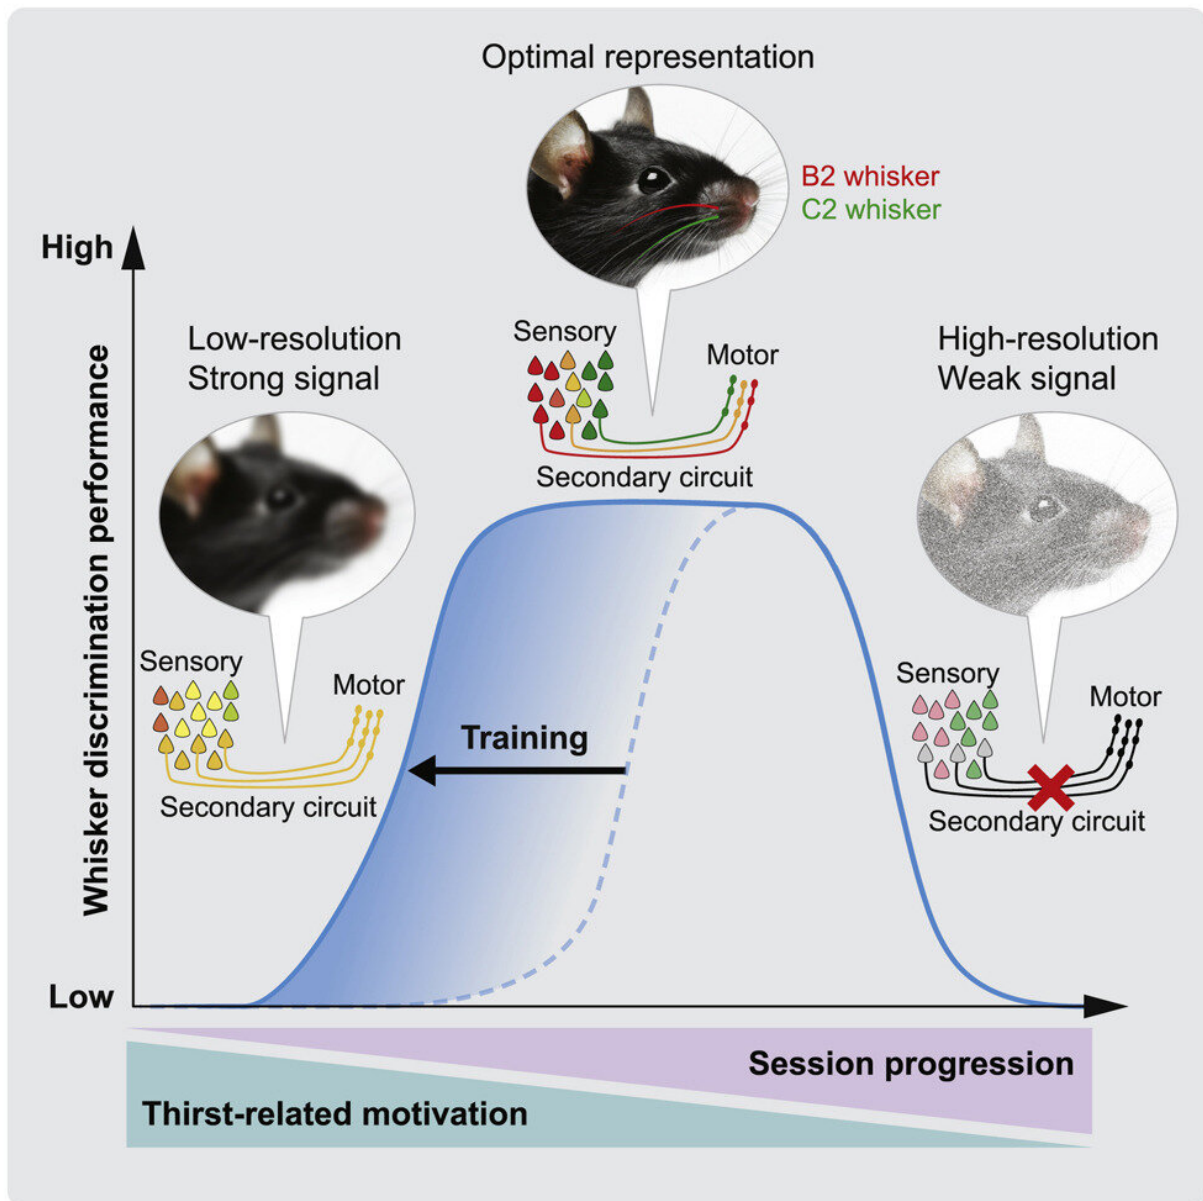 Optimal representation
B2 whisker
C2 whisker
High
Whisker discrimination performance
Low
Low-resolution
Strong signal
Sensory
Motor
Secondary circuit
Sensory
Motor
Secondary circuit
High-resolution
Weak signal
Sensory
Motor
Secondary circuit
Training
Session progression
Thirst-related motivation